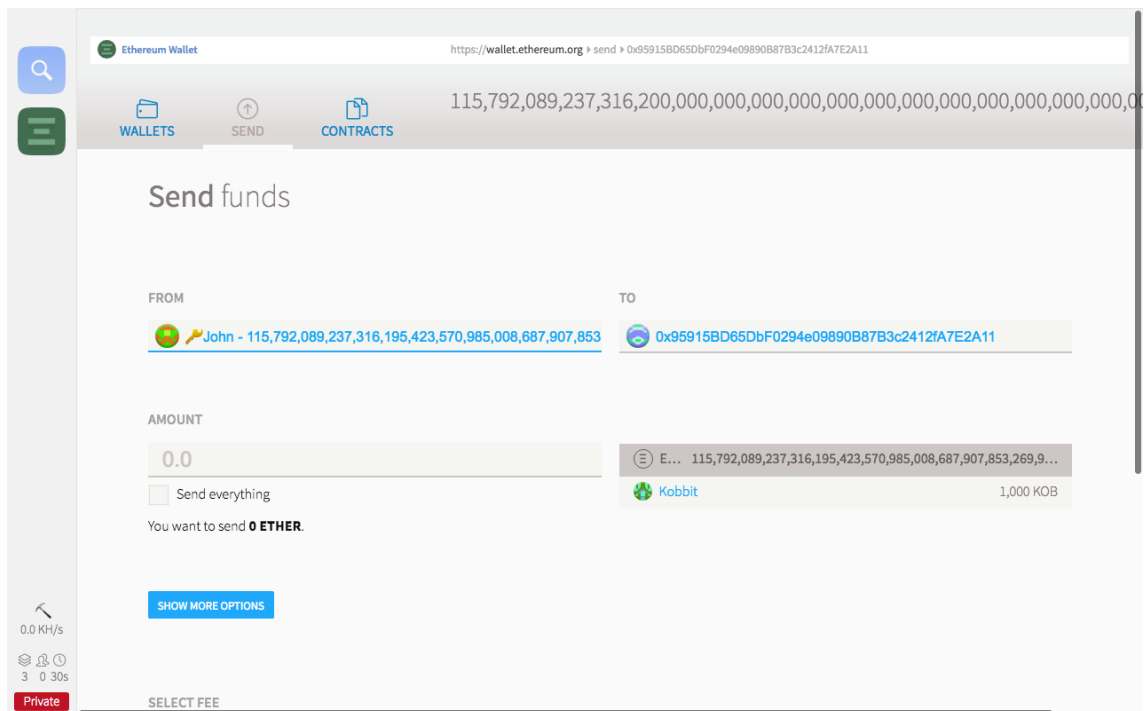 Ethereum Wallet
https://wallet.ethereum.org ▸ send ▸ 0x95915BD65DbF0294e09890B87B3c2412fA7E2A11
WALLETS
SEND
CONTRACTS
115,792,089,237,316,200,000,000,000,000,000,000,000,000,000,000,000,000,0
Send funds
FROM
TO
John - 115,792,089,237,316,195,423,570,985,008,687,907,853
0x95915BD65DbF0294e09890B87B3c2412fA7E2A11
AMOUNT
0.0
E... 115,792,089,237,316,195,423,570,985,008,687,907,853,269,9...
Send everything
Kobbit 1,000 KOB
You want to send 0 ETHER.
SHOW MORE OPTIONS
0.0 KH/s
3 0 30s
Private
SELECT FEE